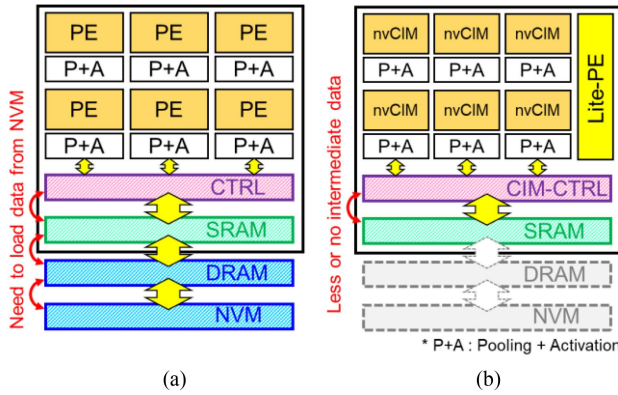 Need to load data from NVM
PE PE PE
P+A P+A P+A
PE PE PE
P+A P+A P+A
CTRL
SRAM
DRAM
NVM
(a)
Less or no intermediate data
nvCIM nvCIM nvCIM
P+A P+A P+A
nvCIM nvCIM nvCIM
P+A P+A P+A
Lite-PE
CIM-CTRL
SRAM
DRAM
NVM
* P+A : Pooling + Activation
(b)